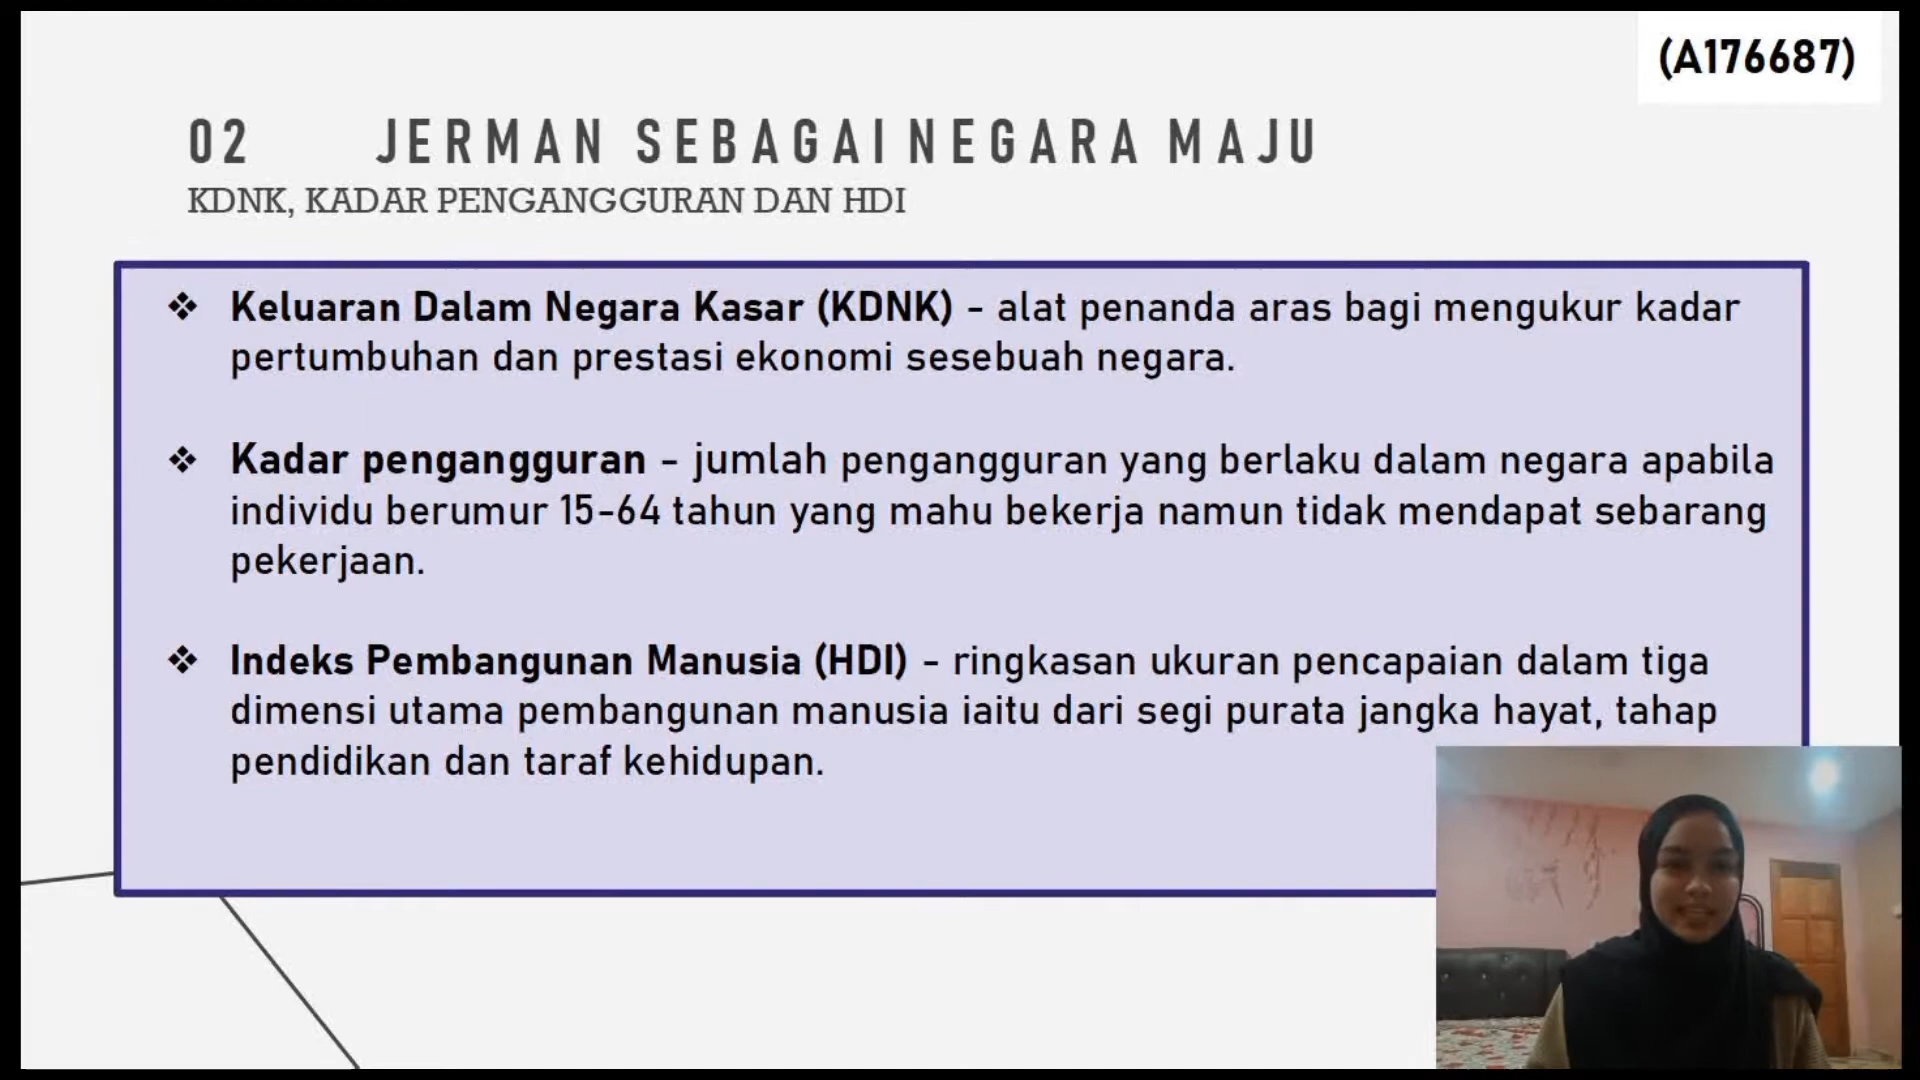 (A176687)
02 JERMAN SEBAGAI NEGARA MAJU
KDNK, KADAR PENGANGGURAN DAN HDI
❖ Keluaran Dalam Negara Kasar (KDNK) - alat penanda aras bagi mengukur kadar
pertumbuhan dan prestasi ekonomi sesebuah negara.
❖ Kadar pengangguran - jumlah pengangguran yang berlaku dalam negara apabila
individu berumur 15-64 tahun yang mahu bekerja namun tidak mendapat sebarang
pekerjaan.
❖ Indeks Pembangunan Manusia (HDI) - ringkasan ukuran pencapaian dalam tiga
dimensi utama pembangunan manusia iaitu dari segi purata jangka hayat, tahap
pendidikan dan taraf kehidupan.